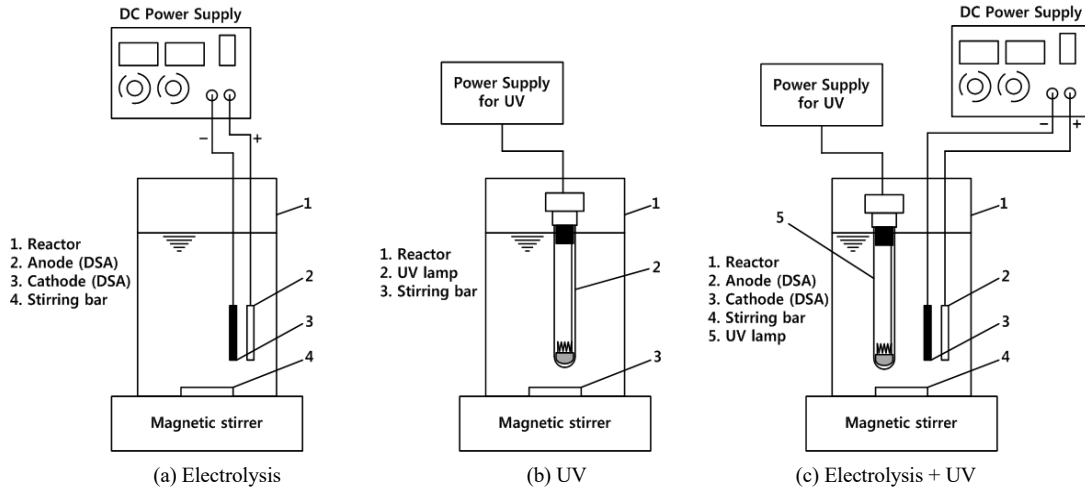 DC Power Supply
−
+
1
1. Reactor
2. Anode (DSA)
3. Cathode (DSA)
4. Stirring bar
2
3
4
Magnetic stirrer
(a) Electrolysis
Power Supply
for UV
1
1. Reactor
2. UV lamp
3. Stirring bar
2
3
Magnetic stirrer
(b) UV
DC Power Supply
Power Supply
for UV
−
+
5
1
1. Reactor
2. Anode (DSA)
3. Cathode (DSA)
4. Stirring bar
5. UV lamp
2
3
4
Magnetic stirrer
(c) Electrolysis + UV